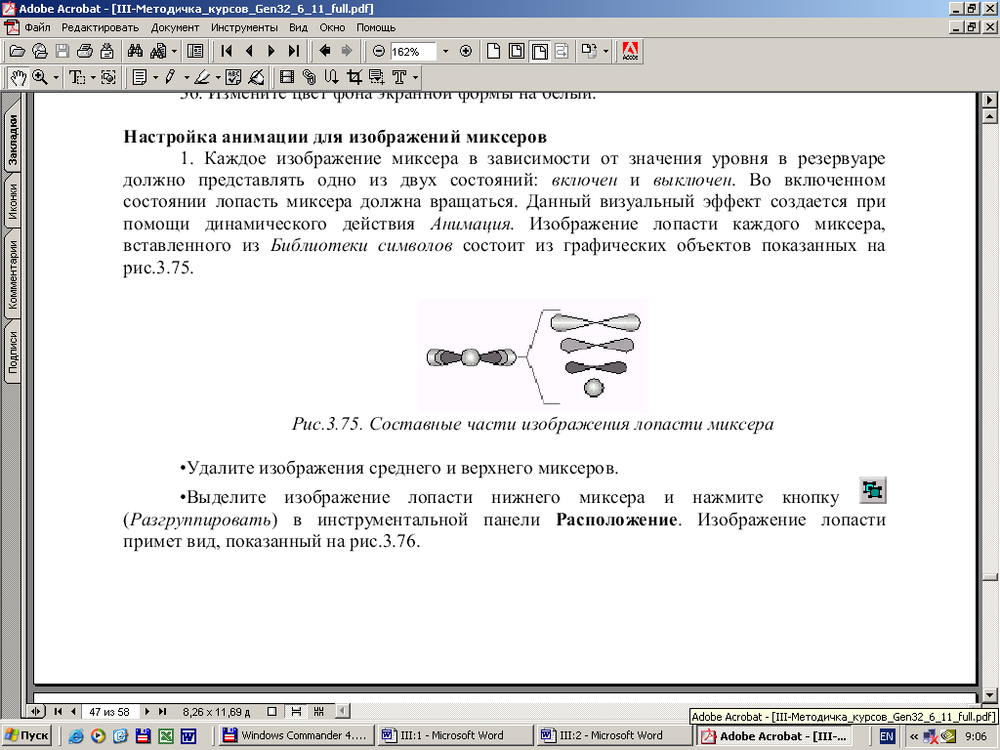 Adobe Acrobat - [III-Методичка_курсов_Gen32_6_11_full.pdf]
Файл Редактировать Документ Инструменты Вид Окно Помощь
162%
Adobe
Закладки
Иконки
Комментарии
Подписи
56. Измените цвет фона экранной формы на белый.
Настройка анимации для изображений миксеров
1. Каждое изображение миксера в зависимости от значения уровня в резервуаре
должно представлять одно из двух состояний: включен и выключен. Во включенном
состоянии лопасть миксера должна вращаться. Данный визуальный эффект создается при
помощи динамического действия Анимация. Изображение лопасти каждого миксера,
вставленного из Библиотеки символов состоит из графических объектов показанных на
рис.3.75.
Рис.3.75. Составные части изображения лопасти миксера
•Удалите изображения среднего и верхнего миксеров.
•Выделите изображение лопасти нижнего миксера и нажмите кнопку
(Разгруппировать) в инструментальной панели Расположение. Изображение лопасти
примет вид, показанный на рис.3.76.
47 из 58 8,26 x 11,69 д
Adobe Acrobat - [III-Методичка_курсов_Gen32_6_11_full.pdf]
Пуск Windows Commander 4.... III:1 - Microsoft Word III:2 - Microsoft Word Adobe Acrobat - [III-... EN « 9:06